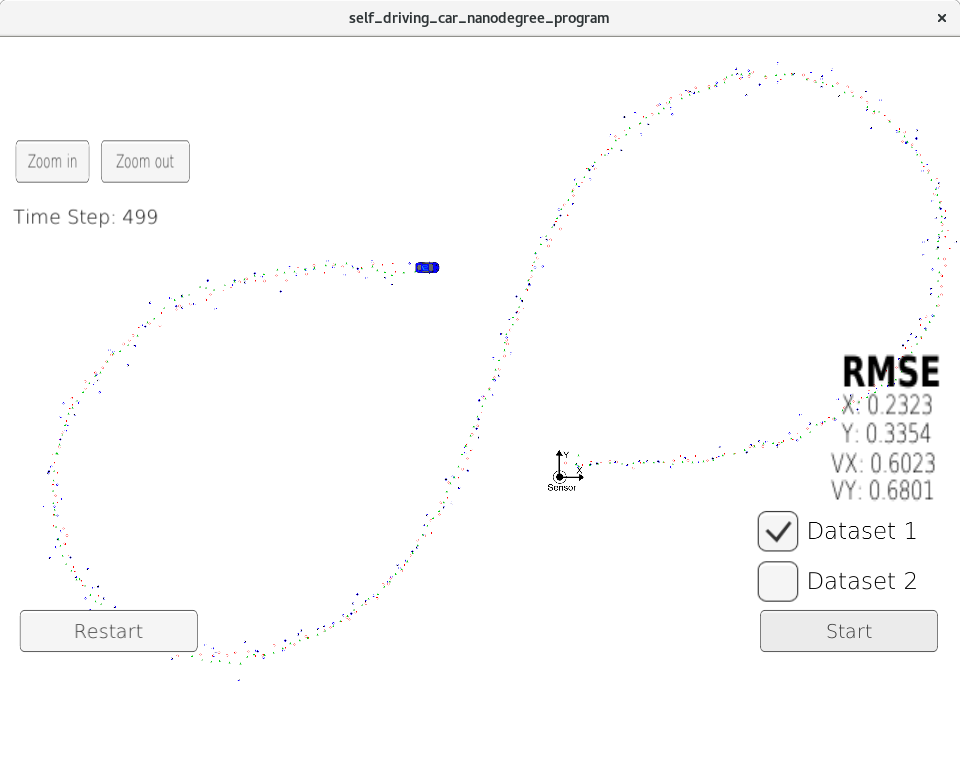 self_driving_car_nanodegree_program
Zoom in
Zoom out
Time Step: 499
RMSE
X: 0.2323
Y: 0.3354
VX: 0.6023
VY: 0.6801
Y
X
Sensor
Dataset 1
Dataset 2
Restart
Start